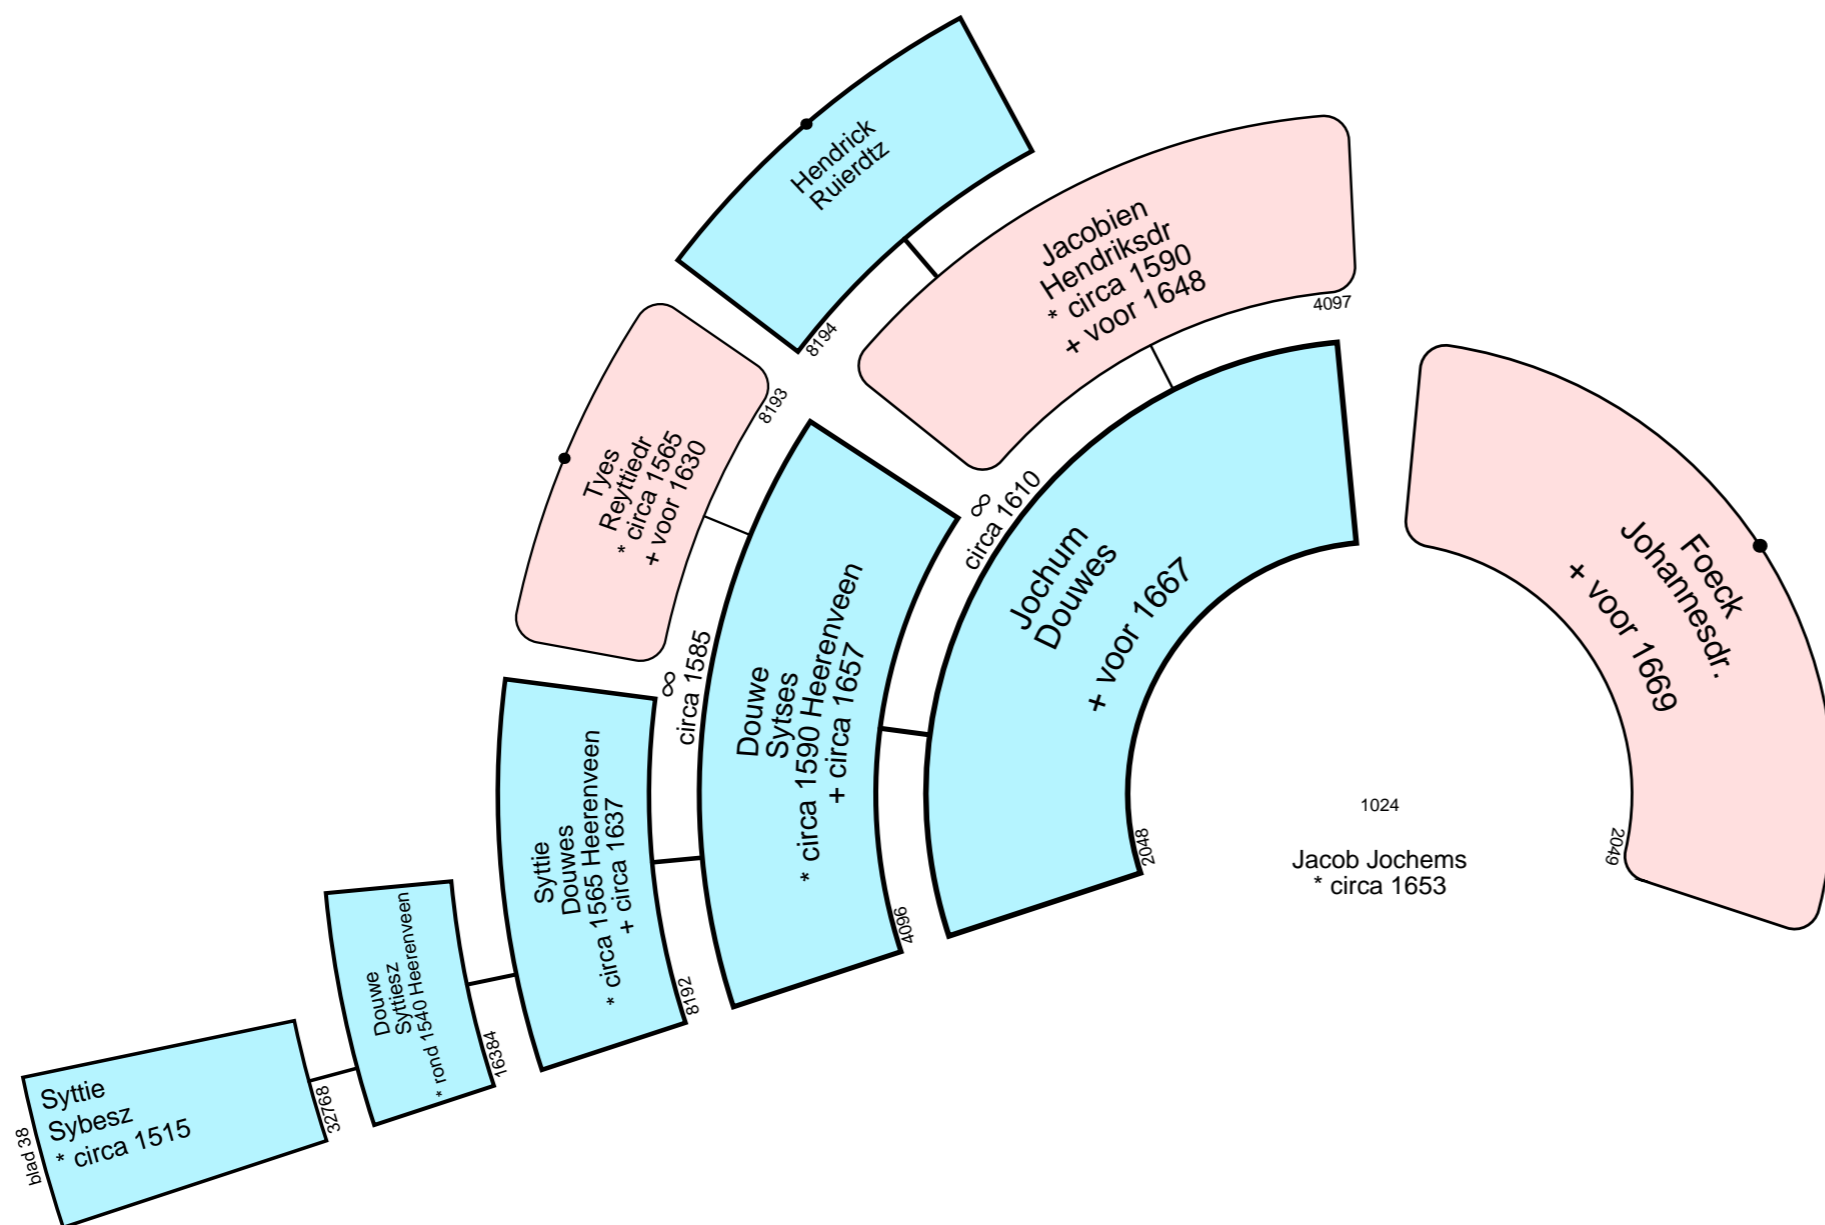 Hendrick
Ruierdtz
8194
Jacobien
Hendriksdr
* circa 1590
+ voor 1648
4097
Tyes
Reyttiedr
* circa 1565
+ voor 1630
8193
∞
circa 1610
Jochum
Douwes
+ voor 1667
2048
Foeck
Johannesdr.
+ voor 1669
2049
∞
circa 1585
Douwe
Sytses
* circa 1590 Heerenveen
+ circa 1657
4096
Syttie
Douwes
* circa 1565 Heerenveen
+ circa 1637
8192
1024
Jacob Jochems
* circa 1653
Douwe
Syttiesz
* rond 1540 Heerenveen
16384
Syttie
Sybesz
* circa 1515
32768
blad 38